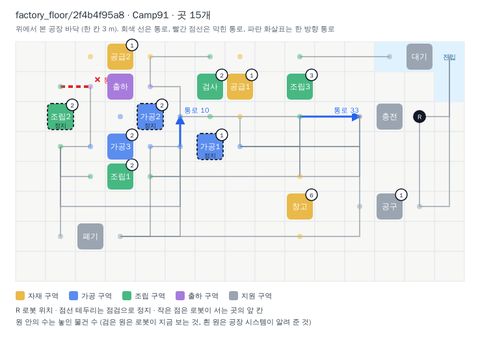 factory_floor/2f4b4f95a8 · Camp91 · 곳 15개
위에서 본 공장 바닥 (한 칸 3 m). 회색 선은 통로, 빨간 점선은 막힌 통로, 파란 화살표는 한 방향 통로
1
공급2
대기
진입
출하
2
검사
1
공급1
3
조립3
2
조립2
정지
2
가공2
정지
통로 10
통로 33
충전
R
2
가공3
1
가공1
정지
2
조립1
6
창고
1
공구
폐기
자재 구역
가공 구역
조립 구역
출하 구역
지원 구역
R 로봇 위치 · 점선 테두리는 점검으로 정지 · 작은 점은 로봇이 서는 곳의 앞 칸
원 안의 수는 놓인 물건 수 (검은 원은 로봇이 지금 보는 것, 흰 원은 공장 시스템이 알려 준 것)